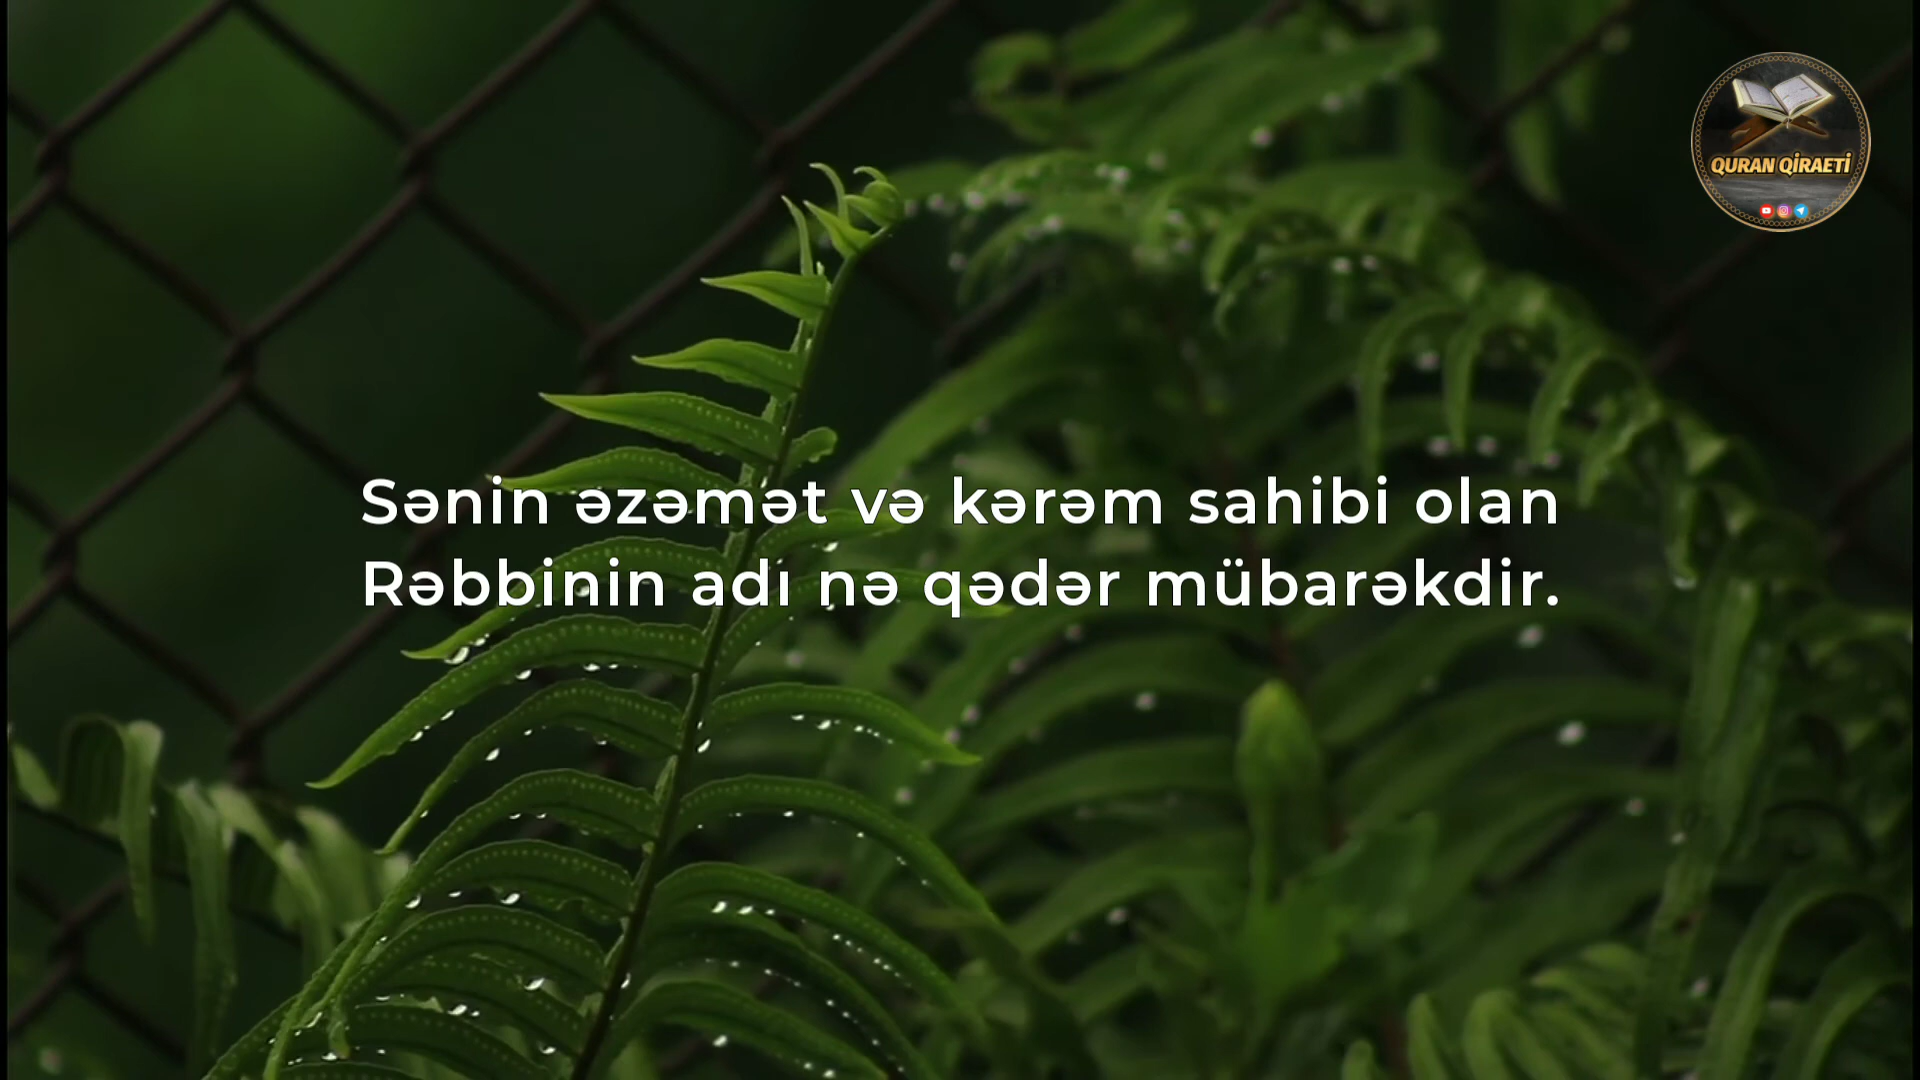 QURAN QİRAETİ
Sənin əzəmət və kərəm sahibi olan
Rəbbinin adı nə qədər mübarəkdir.